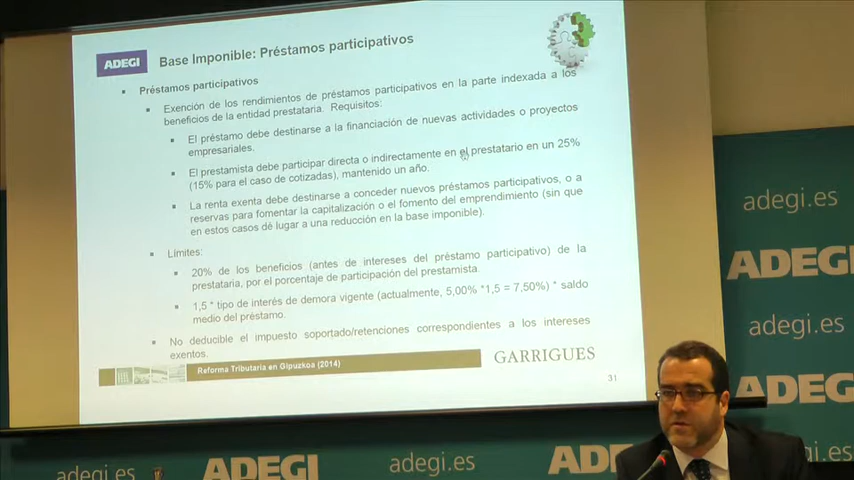 ADEGI
Base Imponible: Préstamos participativos
Préstamos participativos
Exención de los rendimientos de préstamos participativos en la parte indexada a los
beneficios de la entidad prestataria. Requisitos:
El préstamo debe destinarse a la financiación de nuevas actividades o proyectos
empresariales.
El prestamista debe participar directa o indirectamente en el prestatario en un 25%
(15% para el caso de cotizadas), mantenido un año.
La renta exenta debe destinarse a conceder nuevos préstamos participativos, o a
reservas para fomentar la capitalización o el fomento del emprendimiento (sin que
en estos casos dé lugar a una reducción en la base imponible).
Límites:
20% de los beneficios (antes de intereses del préstamo participativo) de la
prestataria, por el porcentaje de participación del prestamista.
1,5 * tipo de interés de demora vigente (actualmente, 5,00% *1,5 = 7,50%) * saldo
medio del préstamo.
No deducible el impuesto soportado/retenciones correspondientes a los intereses
exentos.
Reforma Tributaria en Gipuzkoa (2014)
GARRIGUES
31
adegi.es
ADEGI
adegi.es
ADEGI
adegi.es
ADEGI
adegi.es
ADEGI
.es